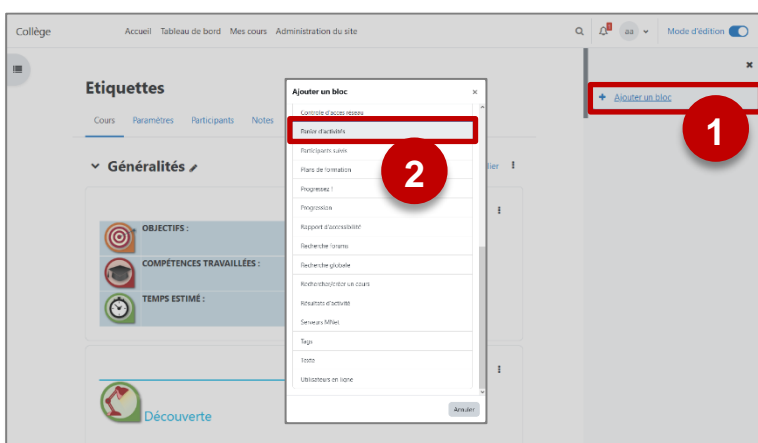 Collège Accueil Tableau de bord Mes cours Administration du site aa Mode d'édition
Etiquettes
Cours Paramètres Participants Notes
Généralités
OBJECTIFS :
COMPÉTENCES TRAVAILLÉES :
TEMPS ESTIMÉ :
Découverte
Ajouter un bloc
Contrôle d'accès réseau
Panier d'activités
Participants suivis
Plans de formation
Progressez !
Progression
Rapport d'accessibilité
Recherche forums
Recherche globale
Rechercher/créer un cours
Résultats d'activité
Serveurs MNet
Tags
Texte
Utilisateurs en ligne
Annuler
2
Ajouter un bloc
1